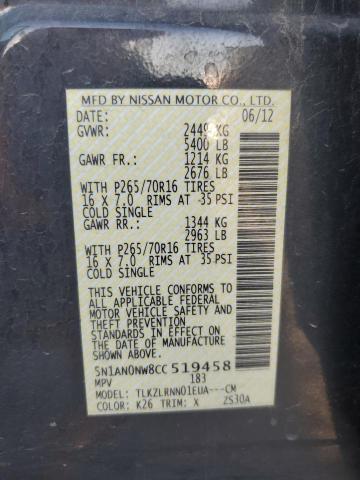 MFD BY NISSAN MOTOR CO., LTD.
DATE: 06/12
GVWR: 2449 KG
5400 LB
GAWR FR.: 1214 KG
2676 LB
WITH P265/70R16 TIRES
16 X 7.0 RIMS AT 35 PSI
COLD SINGLE
GAWR RR.: 1344 KG
2963 LB
WITH P265/70R16 TIRES
16 X 7.0 RIMS AT 35 PSI
COLD SINGLE
THIS VEHICLE CONFORMS TO
ALL APPLICABLE FEDERAL
MOTOR VEHICLE SAFETY AND
THEFT PREVENTION
STANDARDS IN EFFECT ON
THE DATE OF MANUFACTURE
SHOWN ABOVE.
5N1AN0NW8CC519458
MPV 183
MODEL: TLKZLRNN01EUA---CM
COLOR: K26 TRIM: X ZS30A